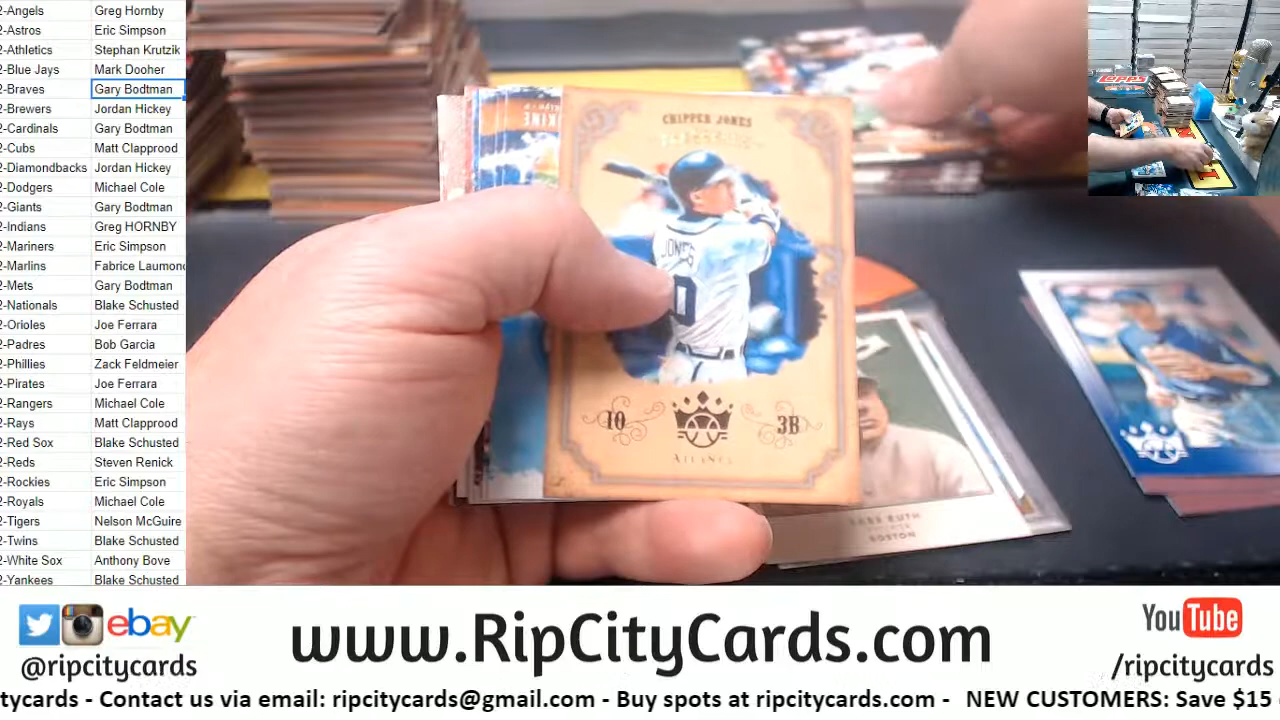 2-Angels Greg Hornby
2-Astros Eric Simpson
2-Athletics Stephan Krutzik
2-Blue Jays Mark Dooher
2-Braves Gary Bodtman
2-Brewers Jordan Hickey
2-Cardinals Gary Bodtman
2-Cubs Matt Clapprood
2-Diamondbacks Jordan Hickey
2-Dodgers Michael Cole
2-Giants Gary Bodtman
2-Indians Greg HORNBY
2-Mariners Eric Simpson
2-Marlins Fabrice Laumond
2-Mets Gary Bodtman
2-Nationals Blake Schusted
2-Orioles Joe Ferrara
2-Padres Bob Garcia
2-Phillies Zack Feldmeier
2-Pirates Joe Ferrara
2-Rangers Michael Cole
2-Rays Matt Clapprood
2-Red Sox Blake Schusted
2-Reds Steven Renick
2-Rockies Eric Simpson
2-Royals Michael Cole
2-Tigers Nelson McGuire
2-Twins Blake Schusted
2-White Sox Anthony Bove
2-Yankees Blake Schusted
CHIPPER JONES
JONES
10
3B
ATLANTA
BABE RUTH
BOSTON
Topps
ebay
@ripcitycards
www.RipCityCards.com
YouTube
/ripcitycards
tycards - Contact us via email: ripcitycards@gmail.com - Buy spots at ripcitycards.com - NEW CUSTOMERS: Save $15